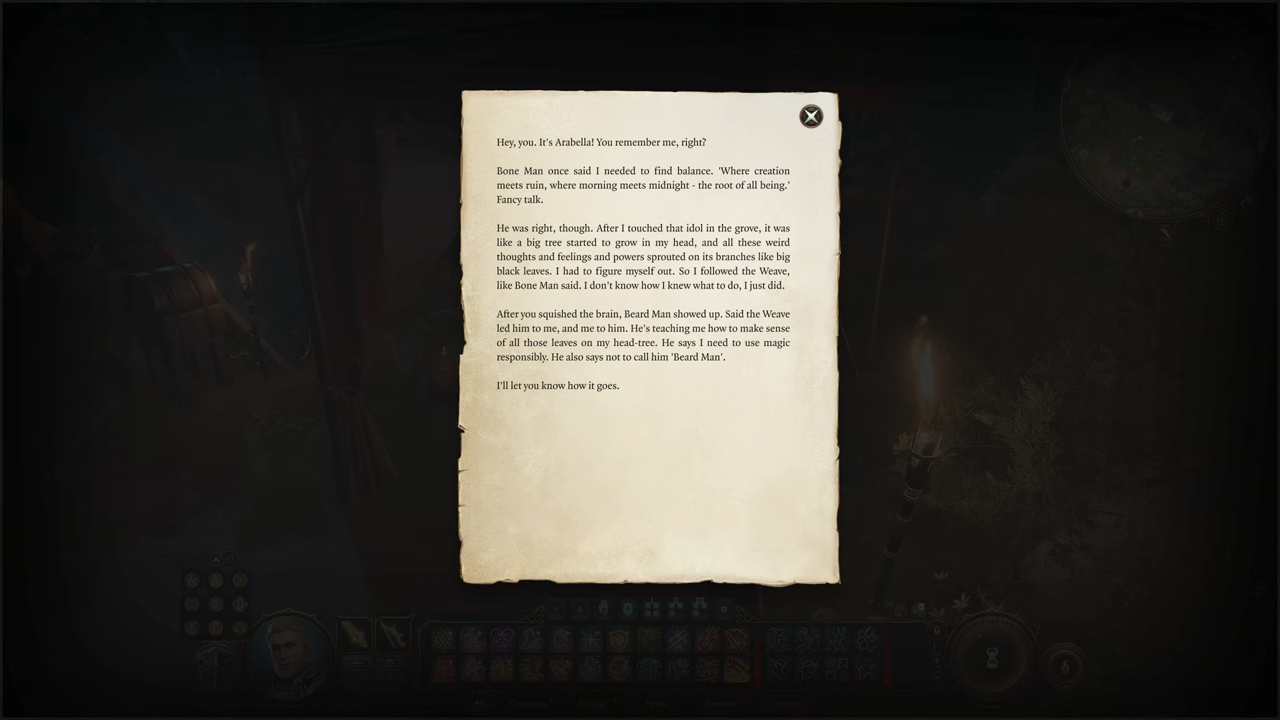 Hey, you. It's Arabella! You remember me, right?
Bone Man once said I needed to find balance. 'Where creation
meets ruin, where morning meets midnight - the root of all being.'
Fancy talk.
He was right, though. After I touched that idol in the grove, it was
like a big tree started to grow in my head, and all these weird
thoughts and feelings and powers sprouted on its branches like big
black leaves. I had to figure myself out. So I followed the Weave,
like Bone Man said. I don't know how I knew what to do, I just did.
After you squished the brain, Beard Man showed up. Said the Weave
led him to me, and me to him. He's teaching me how to make sense
of all those leaves on my head-tree. He says I need to use magic
responsibly. He also says not to call him 'Beard Man'.
I'll let you know how it goes.